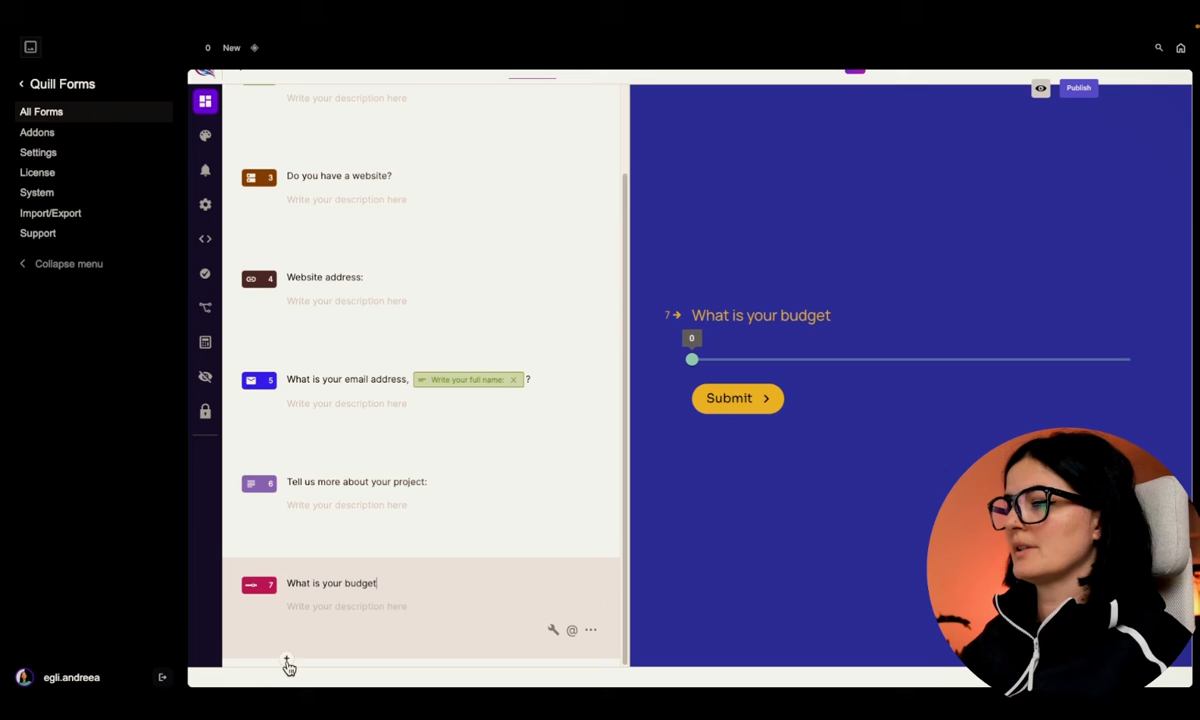 0 New
Quill Forms
All Forms
Addons
Settings
License
System
Import/Export
Support
Collapse menu
egli.andreea
Publish
Write your description here
3 Do you have a website?
Write your description here
4 Website address:
Write your description here
5 What is your email address, Write your full name: ?
Write your description here
6 Tell us more about your project:
Write your description here
7 What is your budget
Write your description here
7 What is your budget
0
Submit